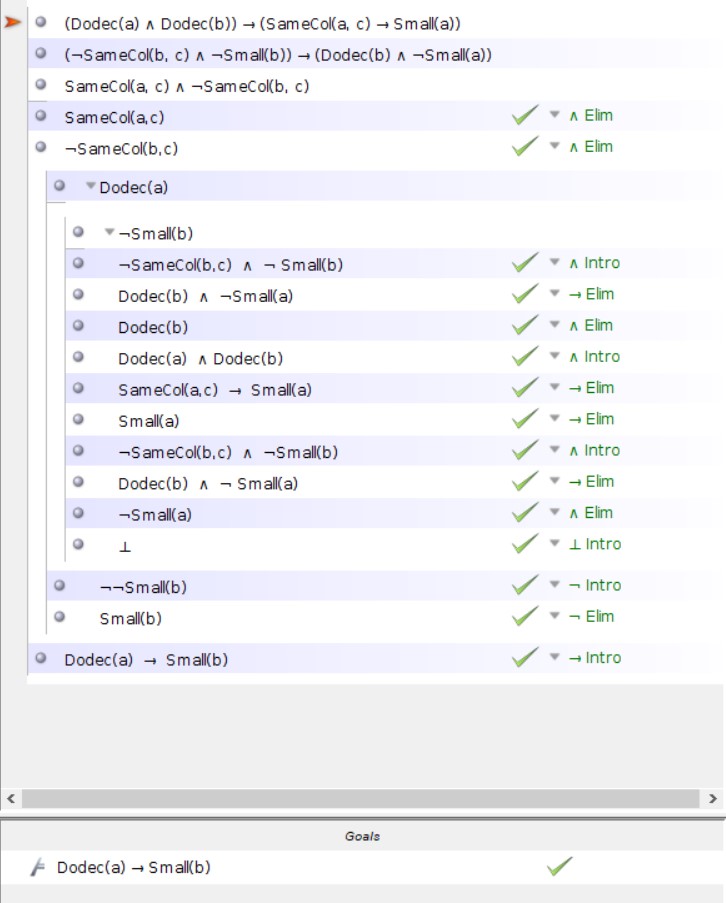 (Dodec(a) ∧ Dodec(b)) → (SameCol(a, c) → Small(a))
(¬SameCol(b, c) ∧ ¬Small(b)) → (Dodec(b) ∧ ¬Small(a))
SameCol(a, c) ∧ ¬SameCol(b, c)
SameCol(a,c) ∧ Elim
¬SameCol(b,c) ∧ Elim
Dodec(a)
¬Small(b)
¬SameCol(b,c) ∧ ¬ Small(b) ∧ Intro
Dodec(b) ∧ ¬Small(a) → Elim
Dodec(b) ∧ Elim
Dodec(a) ∧ Dodec(b) ∧ Intro
SameCol(a,c) → Small(a) → Elim
Small(a) → Elim
¬SameCol(b,c) ∧ ¬Small(b) ∧ Intro
Dodec(b) ∧ ¬ Small(a) → Elim
¬Small(a) ∧ Elim
⊥ ⊥ Intro
¬¬Small(b) ¬ Intro
Small(b) ¬ Elim
Dodec(a) → Small(b) → Intro
Goals
Dodec(a) → Small(b)